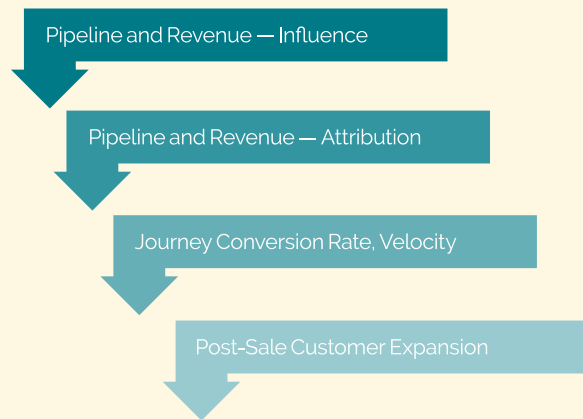 Pipeline and Revenue — Influence
Pipeline and Revenue — Attribution
Journey Conversion Rate, Velocity
Post-Sale Customer Expansion